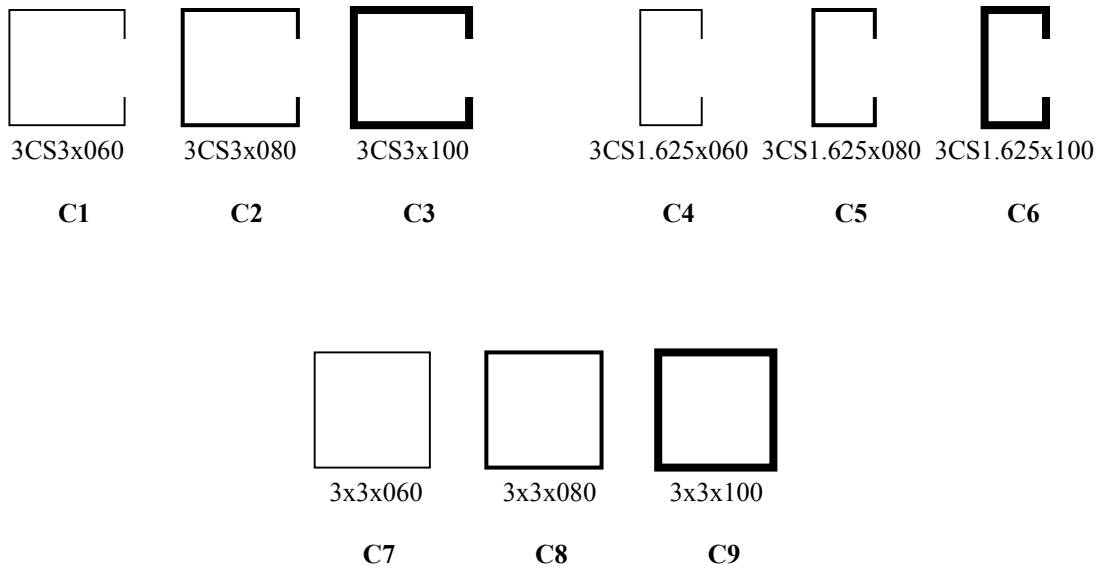 3CS3x060 3CS3x080 3CS3x100 3CS1.625x060 3CS1.625x080 3CS1.625x100
C1 C2 C3 C4 C5 C6
3x3x060 3x3x080 3x3x100
C7 C8 C9